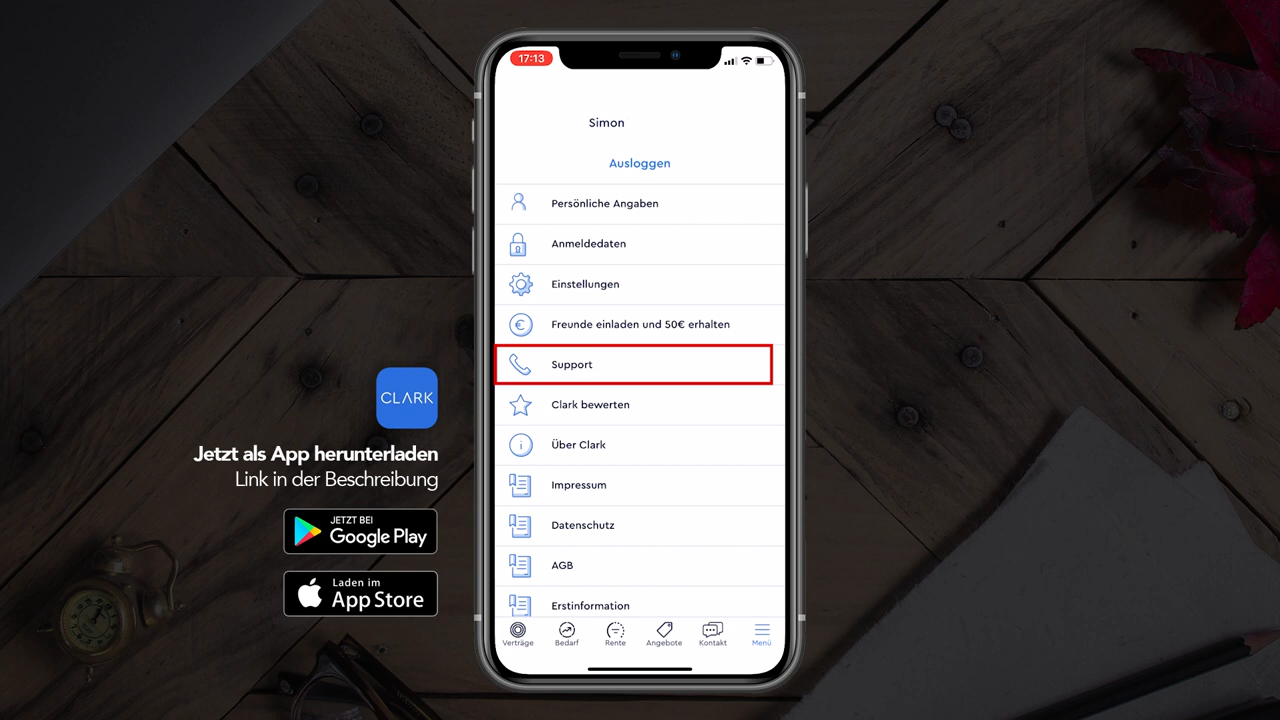 17:13
Simon
Ausloggen
Persönliche Angaben
Anmeldedaten
Einstellungen
€
Freunde einladen und 50€ erhalten
Support
Clark bewerten
i
Über Clark
Impressum
Datenschutz
AGB
Erstinformation
Verträge
Bedarf
Rente
Angebote
Kontakt
Menü
CLARK
Jetzt als App herunterladen
Link in der Beschreibung
JETZT BEI
Google Play
Laden im
App Store